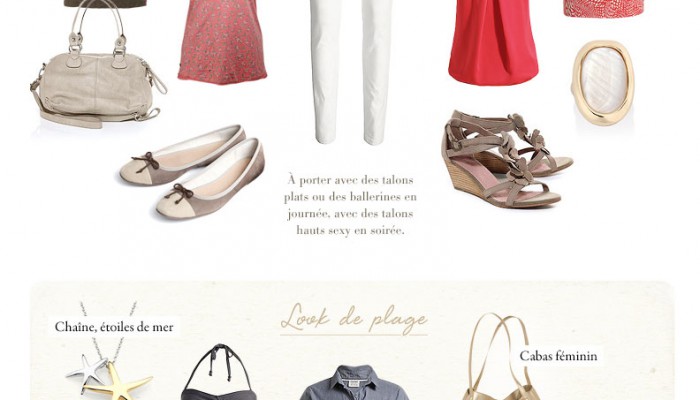 À porter avec des talons
plats ou des ballerines en
journée, avec des talons
hauts sexy en soirée.
Look de plage
Chaîne, étoiles de mer
Cabas féminin